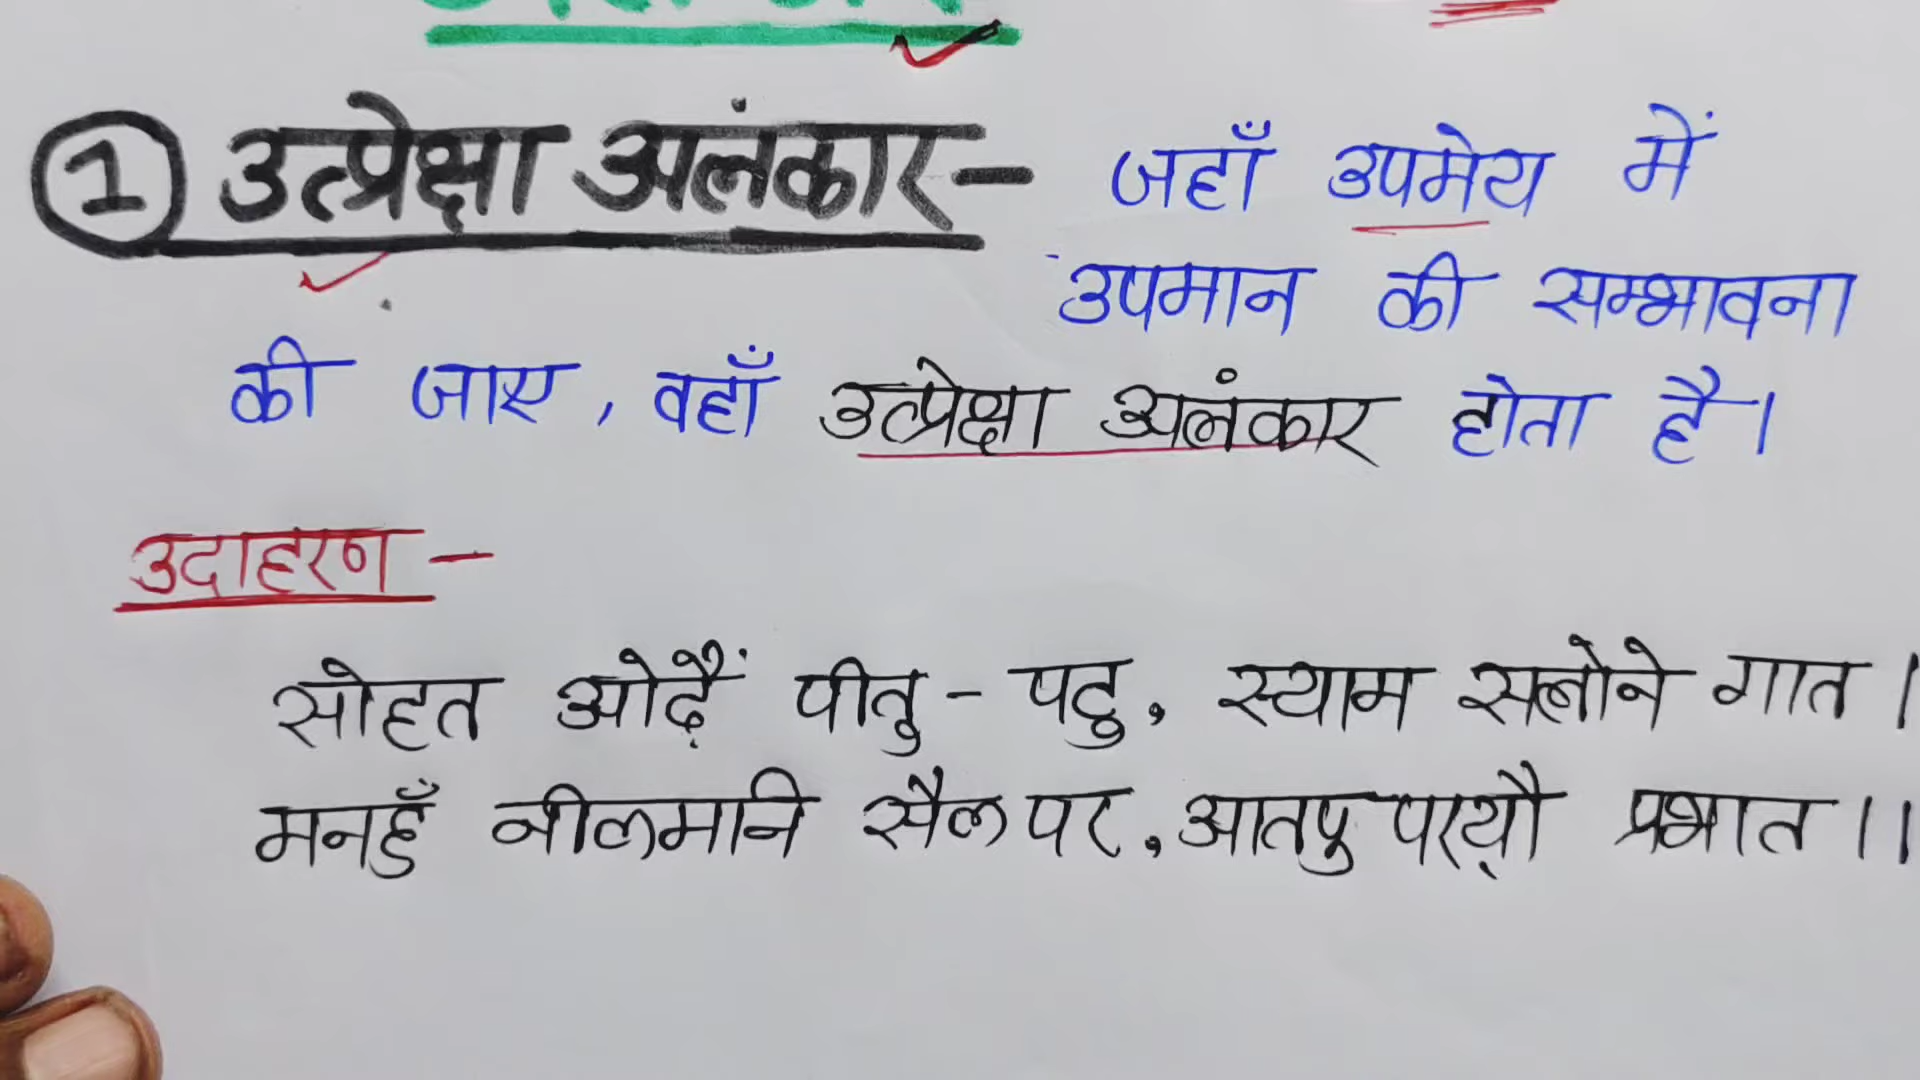 ① उत्प्रेक्षा अलंकार - जहाँ उपमेय में
उपमान की सम्भावना
की जाए, वहाँ उत्प्रेक्षा अलंकार होता है।
उदाहरण -
सोहत ओढ़ैं पीतु - पटु, स्याम सलोने गात।
मनहुँ नीलमनि सैल पर, आतपु परय़ौ प्रभात।।